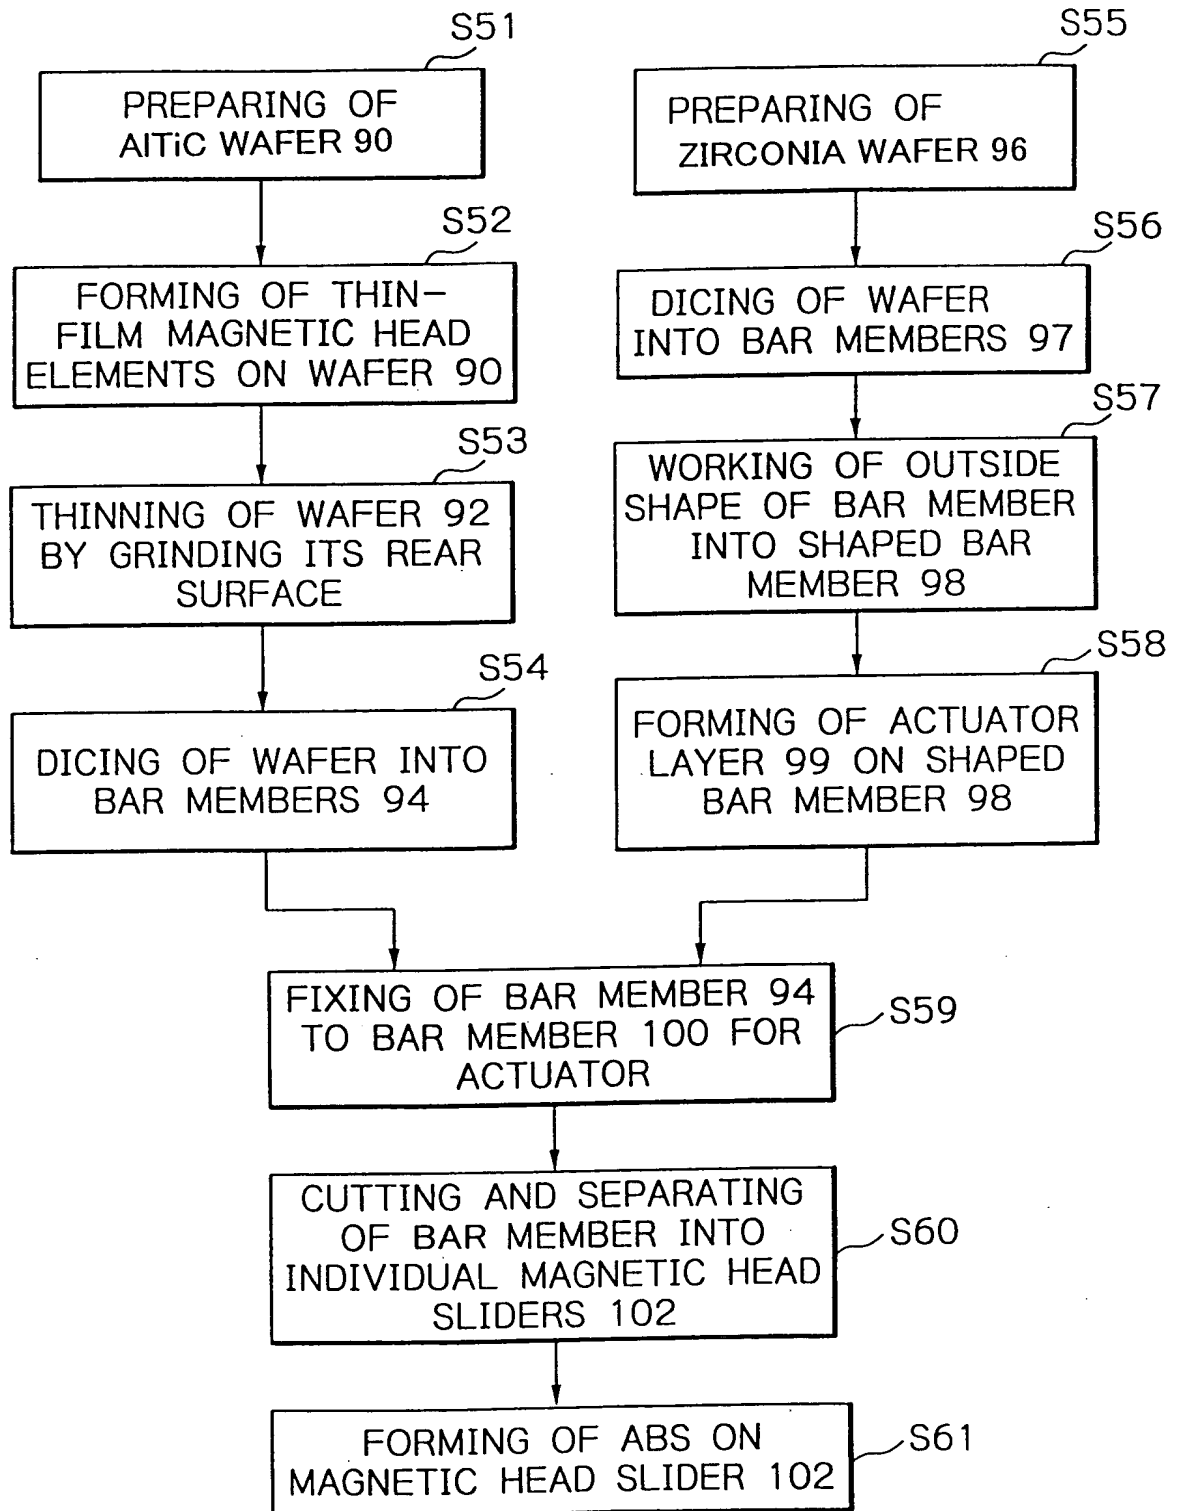 S51
PREPARING OF
AlTiC WAFER 90
S52
FORMING OF THIN-
FILM MAGNETIC HEAD
ELEMENTS ON WAFER 90
S53
THINNING OF WAFER 92
BY GRINDING ITS REAR
SURFACE
S54
DICING OF WAFER INTO
BAR MEMBERS 94
S55
PREPARING OF
ZIRCONIA WAFER 96
S56
DICING OF WAFER
INTO BAR MEMBERS 97
S57
WORKING OF OUTSIDE
SHAPE OF BAR MEMBER
INTO SHAPED BAR
MEMBER 98
S58
FORMING OF ACTUATOR
LAYER 99 ON SHAPED
BAR MEMBER 98
FIXING OF BAR MEMBER 94
TO BAR MEMBER 100 FOR
ACTUATOR
S59
CUTTING AND SEPARATING
OF BAR MEMBER INTO
INDIVIDUAL MAGNETIC HEAD
SLIDERS 102
S60
FORMING OF ABS ON
MAGNETIC HEAD SLIDER 102
S61